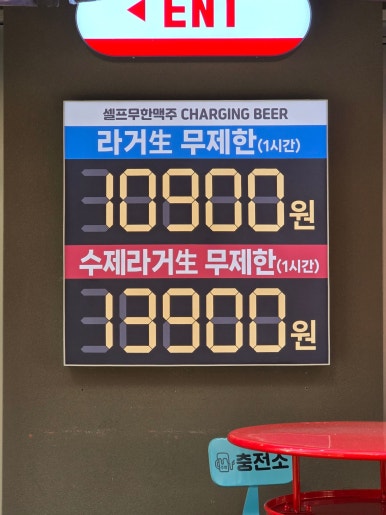 ◀ ENT
셀프무한맥주 CHARGING BEER
라거生 무제한(1시간)
10900원
수제라거生 무제한(1시간)
13900원
충전소